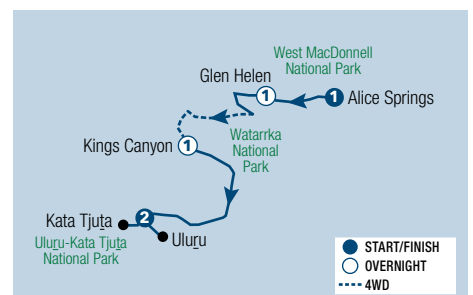 West MacDonnell
National Park
Glen Helen
1
1
Alice Springs
Watarrka
National
Park
Kings Canyon
1
Kata Tjuṯa
2
Uluṟu-Kata Tjuṯa
National Park
Uluṟu
START/FINISH
OVERNIGHT
4WD